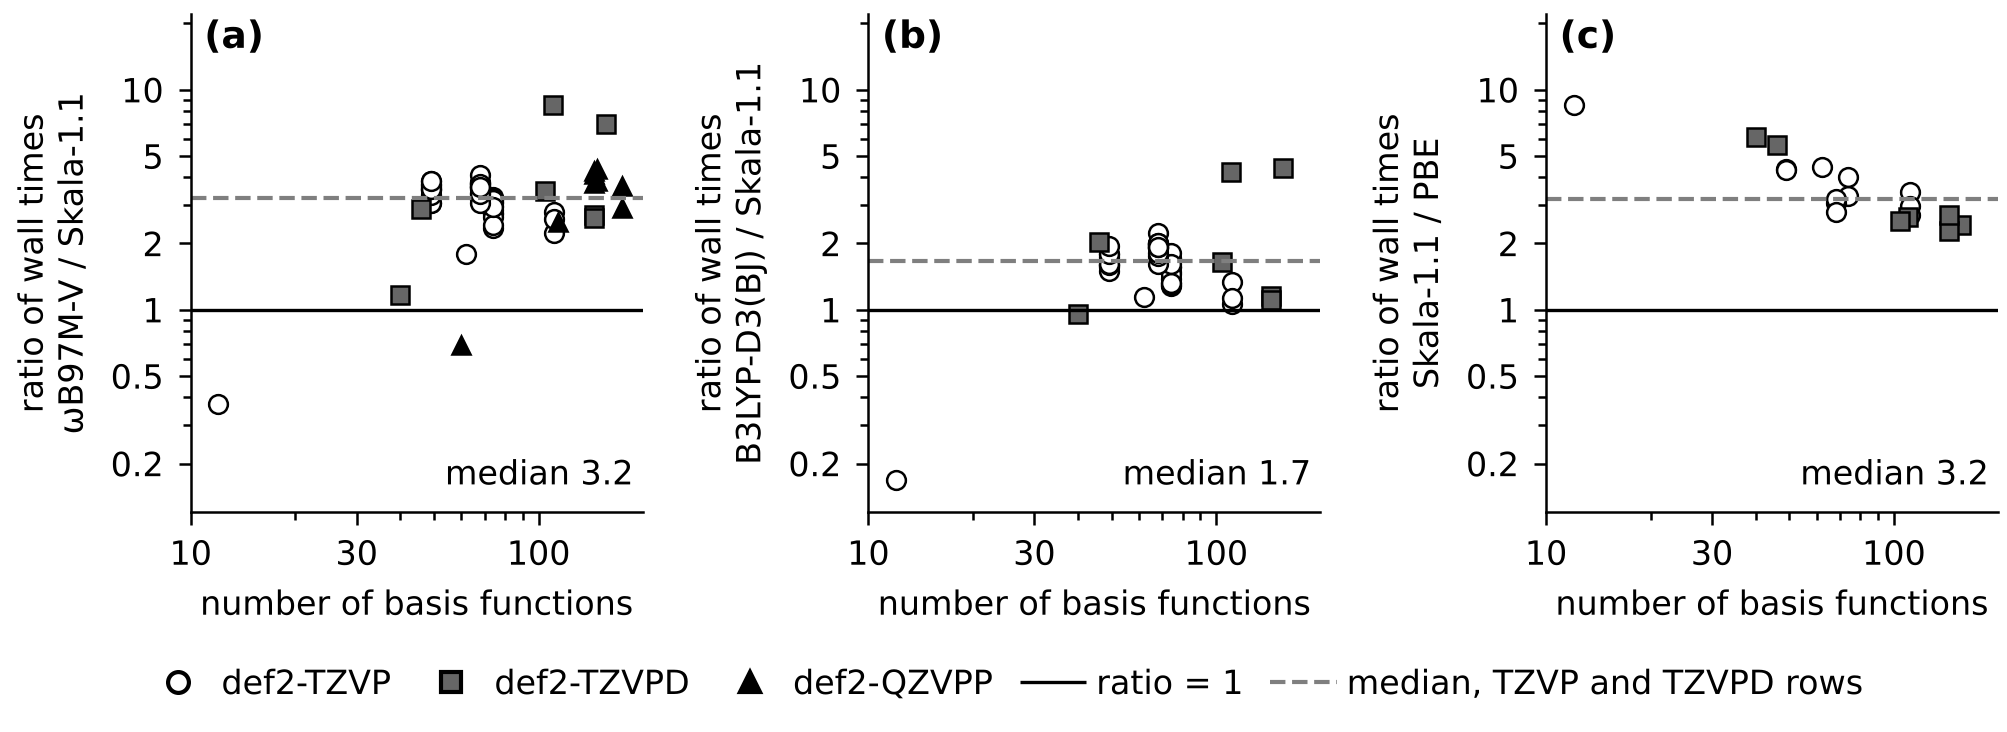 (a)
ratio of wall times
ωB97M-V / Skala-1.1
10
5
2
1
0.5
0.2
median 3.2
10
30
100
number of basis functions
(b)
ratio of wall times
B3LYP-D3(BJ) / Skala-1.1
10
5
2
1
0.5
0.2
median 1.7
10
30
100
number of basis functions
(c)
ratio of wall times
Skala-1.1 / PBE
10
5
2
1
0.5
0.2
median 3.2
10
30
100
number of basis functions
def2-TZVP
def2-TZVPD
def2-QZVPP
ratio = 1
median, TZVP and TZVPD rows